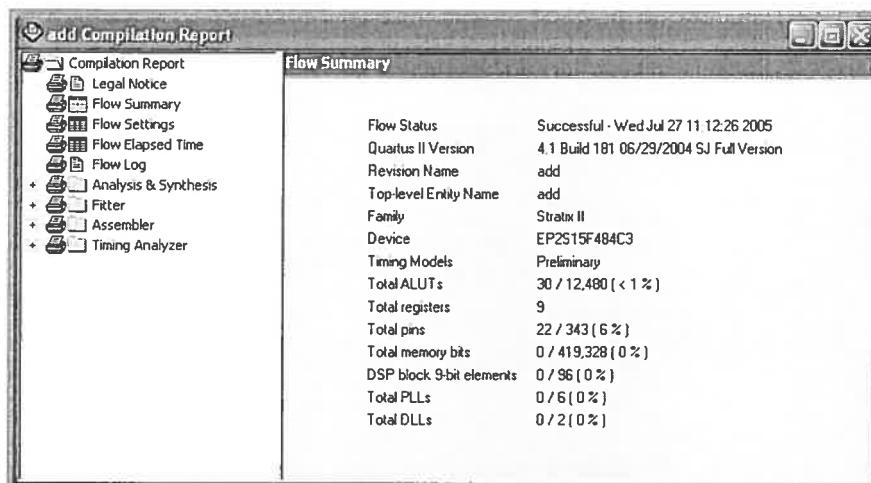 add Compilation Report
Compilation Report
Legal Notice
Flow Summary
Flow Settings
Flow Elapsed Time
Flow Log
+ Analysis & Synthesis
+ Fitter
+ Assembler
+ Timing Analyzer
Flow Summary
Flow Status Successful - Wed Jul 27 11:12:26 2005
Quartus II Version 4.1 Build 181 06/29/2004 SJ Full Version
Revision Name add
Top-level Entity Name add
Family Stratix II
Device EP2S15F484C3
Timing Models Preliminary
Total ALUTs 30 / 12,480 ( < 1 % )
Total registers 9
Total pins 22 / 343 ( 6 % )
Total memory bits 0 / 419,328 ( 0 % )
DSP block 9-bit elements 0 / 96 ( 0 % )
Total PLLs 0 / 6 ( 0 % )
Total DLLs 0 / 2 ( 0 % )